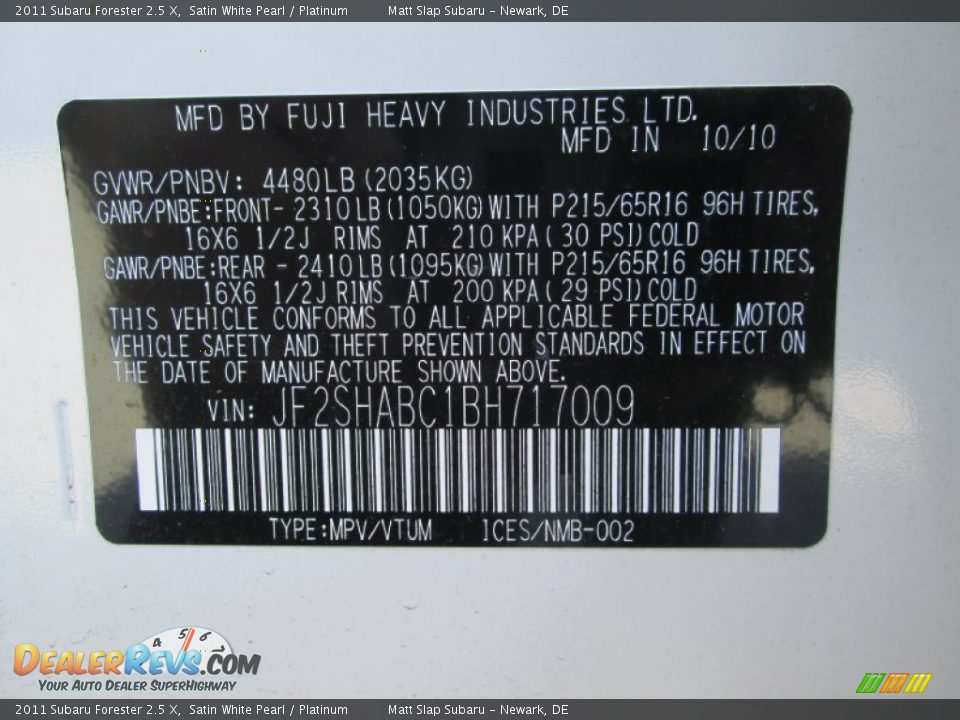 2011 Subaru Forester 2.5 X, Satin White Pearl / Platinum Matt Slap Subaru - Newark, DE
MFD BY FUJI HEAVY INDUSTRIES LTD.
MFD IN 10/10
GVWR/PNBV: 4480LB(2035KG)
GAWR/PNBE:FRONT- 2310LB(1050KG)WITH P215/65R16 96H TIRES,
16X6 1/2J RIMS AT 210 KPA(30 PSI)COLD
GAWR/PNBE:REAR - 2410LB(1095KG)WITH P215/65R16 96H TIRES,
16X6 1/2J RIMS AT 200 KPA(29 PSI)COLD
THIS VEHICLE CONFORMS TO ALL APPLICABLE FEDERAL MOTOR
VEHICLE SAFETY AND THEFT PREVENTION STANDARDS IN EFFECT ON
THE DATE OF MANUFACTURE SHOWN ABOVE.
VIN: JF2SHABC1BH717009
TYPE:MPV/VTUM ICES/NMB-002
4 5 6 7
DEALERREVS.COM
YOUR AUTO DEALER SUPERHIGHWAY
2011 Subaru Forester 2.5 X, Satin White Pearl / Platinum Matt Slap Subaru - Newark, DE